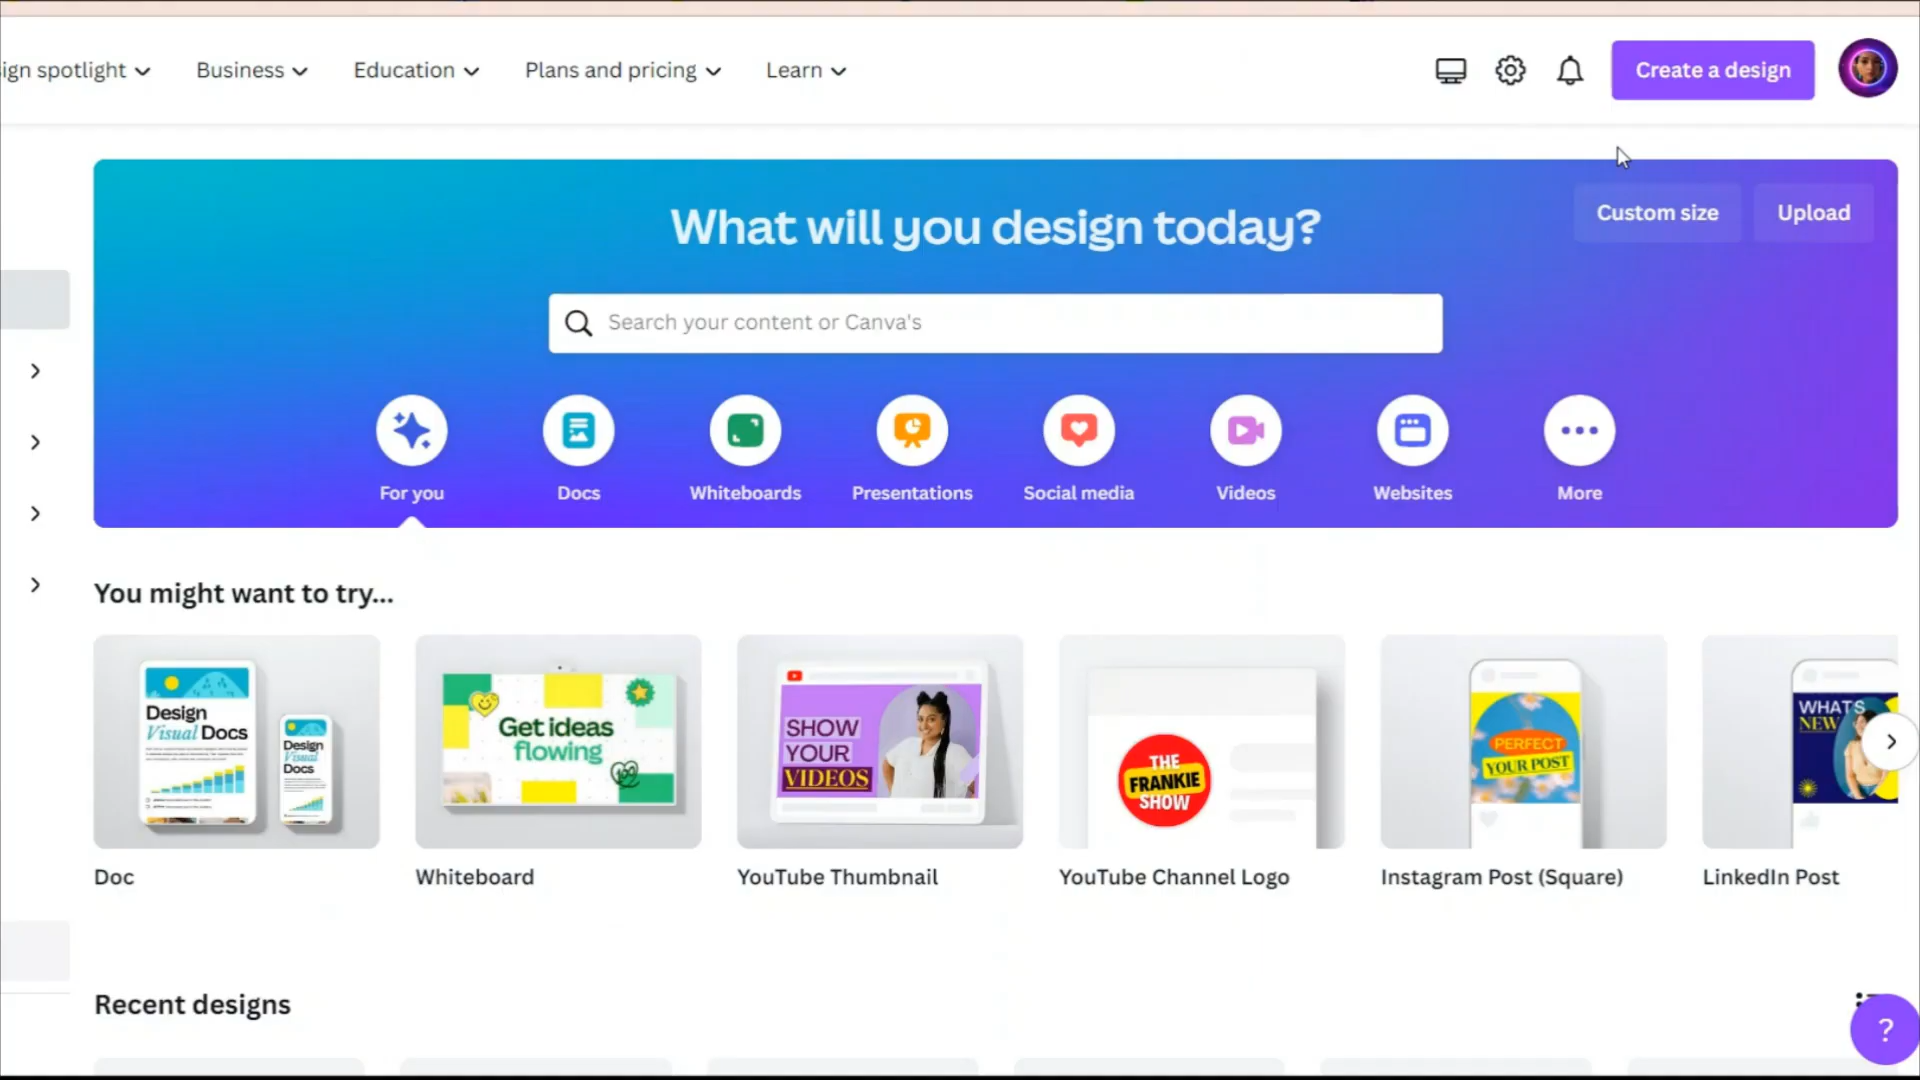 ign spotlight
Business
Education
Plans and pricing
Learn
Create a design
What will you design today?
Custom size
Upload
Search your content or Canva's
For you
Docs
Whiteboards
Presentations
Social media
Videos
Websites
More
You might want to try...
Design
Visual Docs
Design
Visual
Docs
Get ideas
flowing
SHOW
YOUR
VIDEOS
THE
FRANKIE
SHOW
PERFECT
YOUR POST
WHAT'S
NEW
Doc
Whiteboard
YouTube Thumbnail
YouTube Channel Logo
Instagram Post (Square)
LinkedIn Post
Recent designs
?